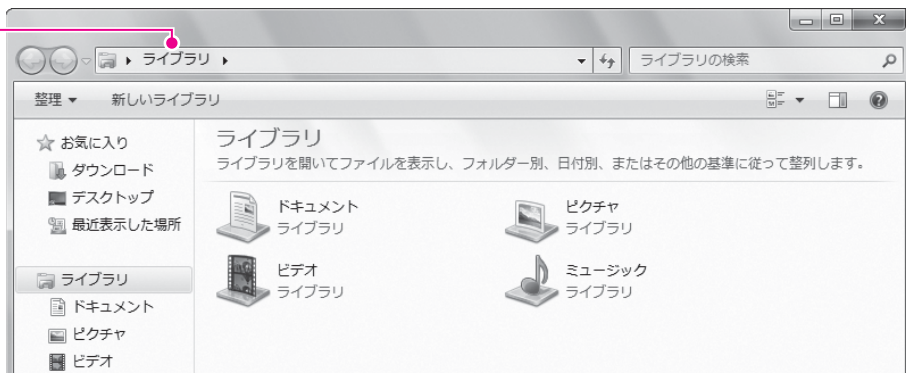 ライブラリ
ライブラリの検索
整理 新しいライブラリ
お気に入り
ダウンロード
デスクトップ
最近表示した場所
ライブラリ
ドキュメント
ピクチャ
ビデオ
ライブラリ
ライブラリを開いてファイルを表示し、フォルダー別、日付別、またはその他の基準に従って整列します。
ドキュメント
ライブラリ
ピクチャ
ライブラリ
ビデオ
ライブラリ
ミュージック
ライブラリ